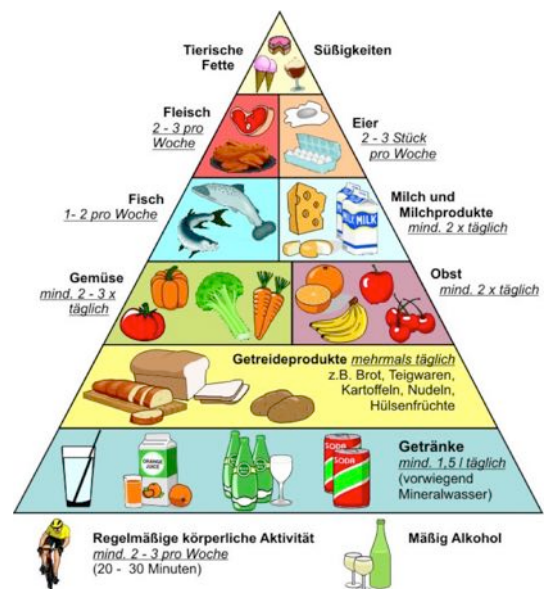 Tierische
Fette
Süßigkeiten
Fleisch
2 - 3 pro
Woche
Eier
2 - 3 Stück
pro Woche
Fisch
1- 2 pro Woche
Milch und
Milchprodukte
mind. 2 x täglich
MILK
MILK
Gemüse
mind. 2 - 3 x
täglich
Obst
mind. 2 x täglich
Getreideprodukte mehrmals täglich
z.B. Brot, Teigwaren,
Kartoffeln, Nudeln,
Hülsenfrüchte
ORANGE
JUICE
SODA
SODA
Getränke
mind. 1,5 l täglich
(vorwiegend
Mineralwasser)
Regelmäßige körperliche Aktivität
mind. 2 - 3 pro Woche
(20 - 30 Minuten)
Mäßig Alkohol